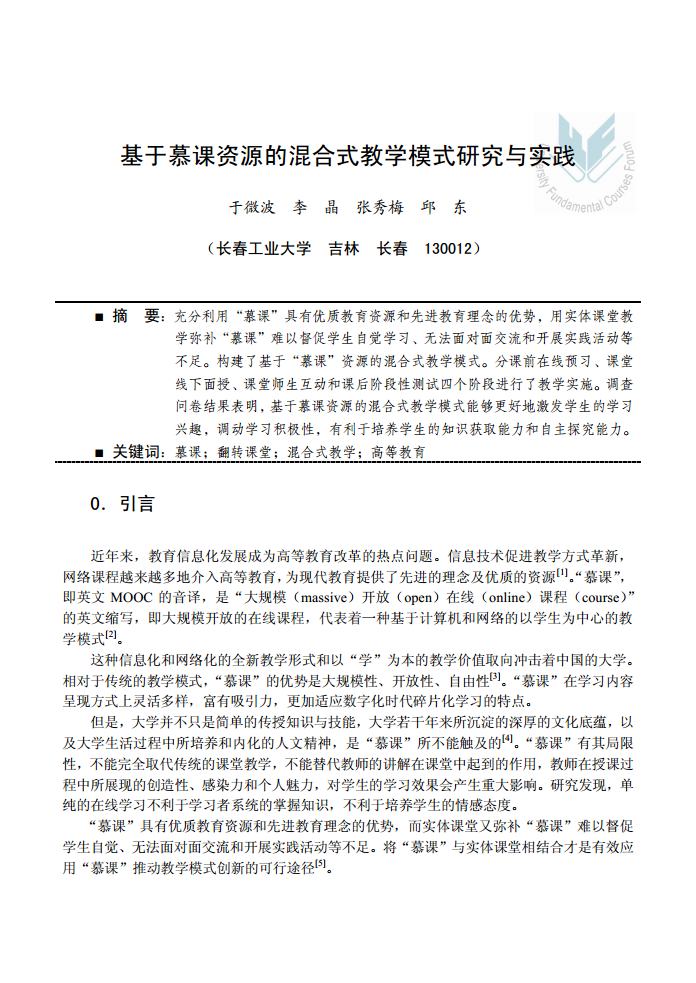 基于慕课资源的混合式教学模式研究与实践
rsity Fundamental Courses Forum
于微波 李 晶 张秀梅 邱 东
（长春工业大学 吉林 长春 130012）
■ 摘 要：充分利用“慕课”具有优质教育资源和先进教育理念的优势，用实体课堂教
学弥补“慕课”难以督促学生自觉学习、无法面对面交流和开展实践活动等
不足。构建了基于“慕课”资源的混合式教学模式。分课前在线预习、课堂
线下面授、课堂师生互动和课后阶段性测试四个阶段进行了教学实施。调查
问卷结果表明，基于慕课资源的混合式教学模式能够更好地激发学生的学习
兴趣，调动学习积极性，有利于培养学生的知识获取能力和自主探究能力。
■ 关键词：慕课；翻转课堂；混合式教学；高等教育
0．引言
近年来，教育信息化发展成为高等教育改革的热点问题。信息技术促进教学方式革新，
网络课程越来越多地介入高等教育，为现代教育提供了先进的理念及优质的资源[1]。“慕课”，
即英文 MOOC 的音译，是“大规模（massive）开放（open）在线（online）课程（course）”
的英文缩写，即大规模开放的在线课程，代表着一种基于计算机和网络的以学生为中心的教
学模式[2]。
这种信息化和网络化的全新教学形式和以“学”为本的教学价值取向冲击着中国的大学。
相对于传统的教学模式，“慕课”的优势是大规模性、开放性、自由性[3]。“慕课”在学习内容
呈现方式上灵活多样，富有吸引力，更加适应数字化时代碎片化学习的特点。
但是，大学并不只是简单的传授知识与技能，大学若干年来所沉淀的深厚的文化底蕴，以
及大学生活过程中所培养和内化的人文精神，是“慕课”所不能触及的[4]。“慕课”有其局限
性，不能完全取代传统的课堂教学，不能替代教师的讲解在课堂中起到的作用，教师在授课过
程中所展现的创造性、感染力和个人魅力，对学生的学习效果会产生重大影响。研究发现，单
纯的在线学习不利于学习者系统的掌握知识，不利于培养学生的情感态度。
“慕课”具有优质教育资源和先进教育理念的优势，而实体课堂又弥补“慕课”难以督促
学生自觉、无法面对面交流和开展实践活动等不足。将“慕课”与实体课堂相结合才是有效应
用“慕课”推动教学模式创新的可行途径[5]。